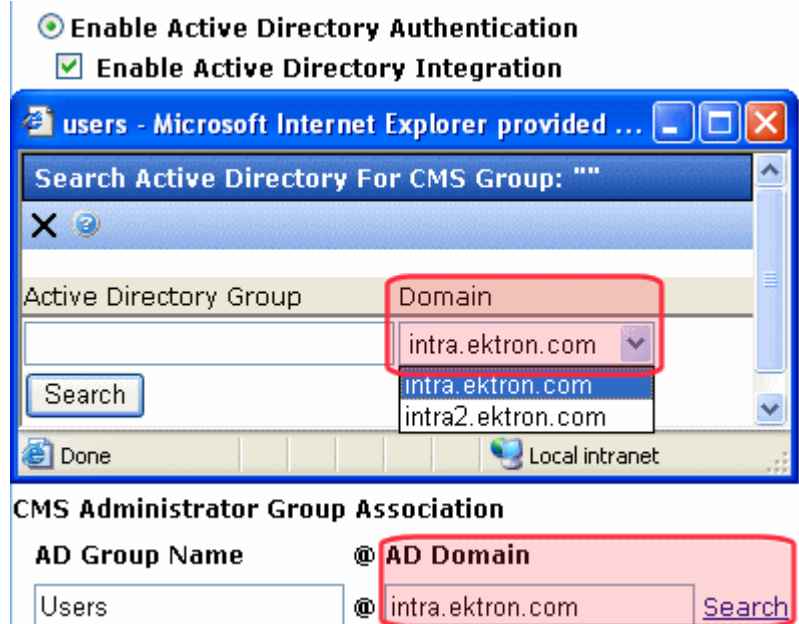 Enable Active Directory Authentication
Enable Active Directory Integration
users - Microsoft Internet Explorer provided ...
Search Active Directory For CMS Group: ""
Active Directory Group Domain
intra.ektron.com
Search
intra.ektron.com
intra2.ektron.com
Done Local intranet
CMS Administrator Group Association
AD Group Name @ AD Domain
Users @ intra.ektron.com Search